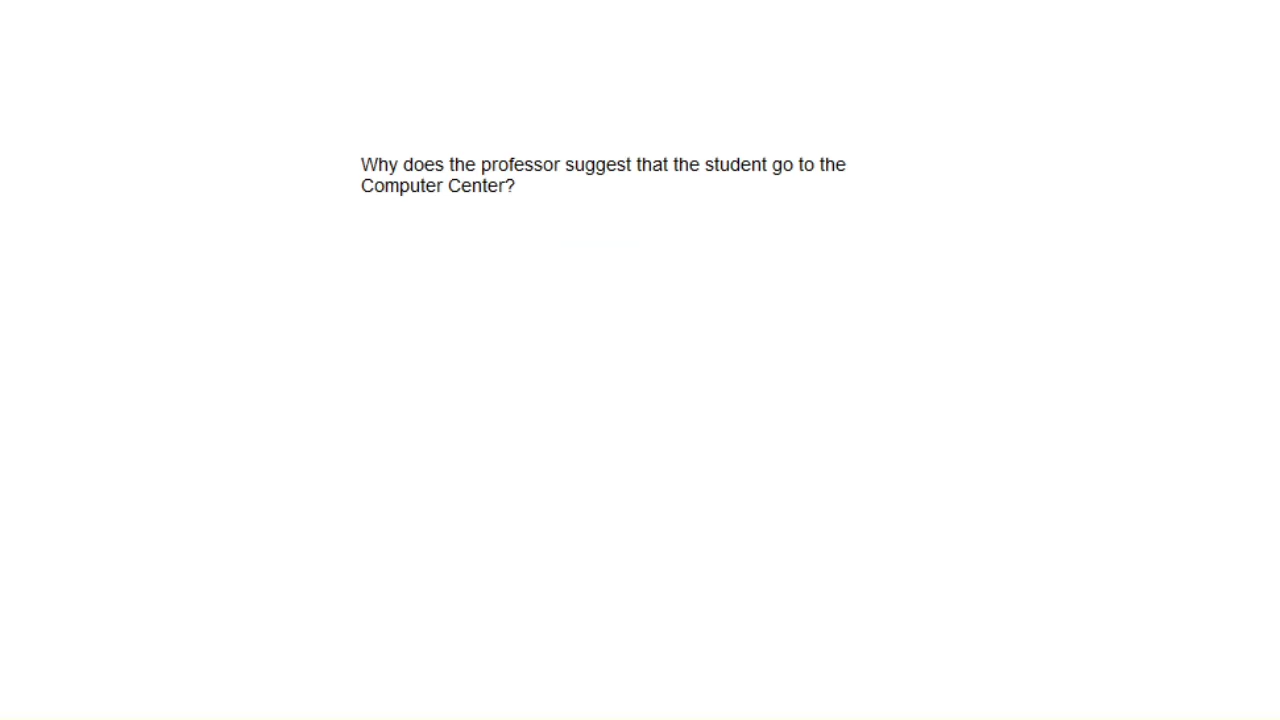 Why does the professor suggest that the student go to the
Computer Center?